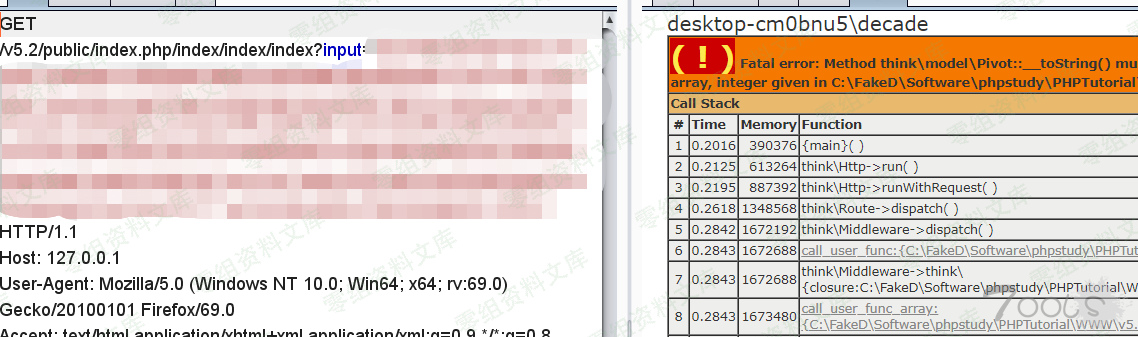 GET
/v5.2/public/index.php/index/index/index?input=
HTTP/1.1
Host: 127.0.0.1
User-Agent: Mozilla/5.0 (Windows NT 10.0; Win64; x64; rv:69.0)
Gecko/20100101 Firefox/69.0
Accept: text/html,application/xhtml+xml,application/xml;q=0.9,*/*;q=0.8
desktop-cm0bnu5\decade
( ! ) Fatal error: Method think\model\Pivot::__toString() mu
array, integer given in C:\FakeD\Software\phpstudy\PHPTutorial
Call Stack
# Time Memory Function
1 0.2016 390376 {main}( )
2 0.2125 613264 think\Http->run( )
3 0.2195 887392 think\Http->runWithRequest( )
4 0.2618 1348568 think\Route->dispatch( )
5 0.2842 1672192 think\Middleware->dispatch( )
6 0.2843 1672688 call_user_func:{C:\FakeD\Software\phpstudy\PHPTutorial
7 0.2843 1672688 think\Middleware->think\
{closure:C:\FakeD\Software\phpstudy\PHPTutorial\W
8 0.2843 1673480 call_user_func_array:
{C:\FakeD\Software\phpstudy\PHPTutorial\WWW\v5.
零组资料文库
7ools